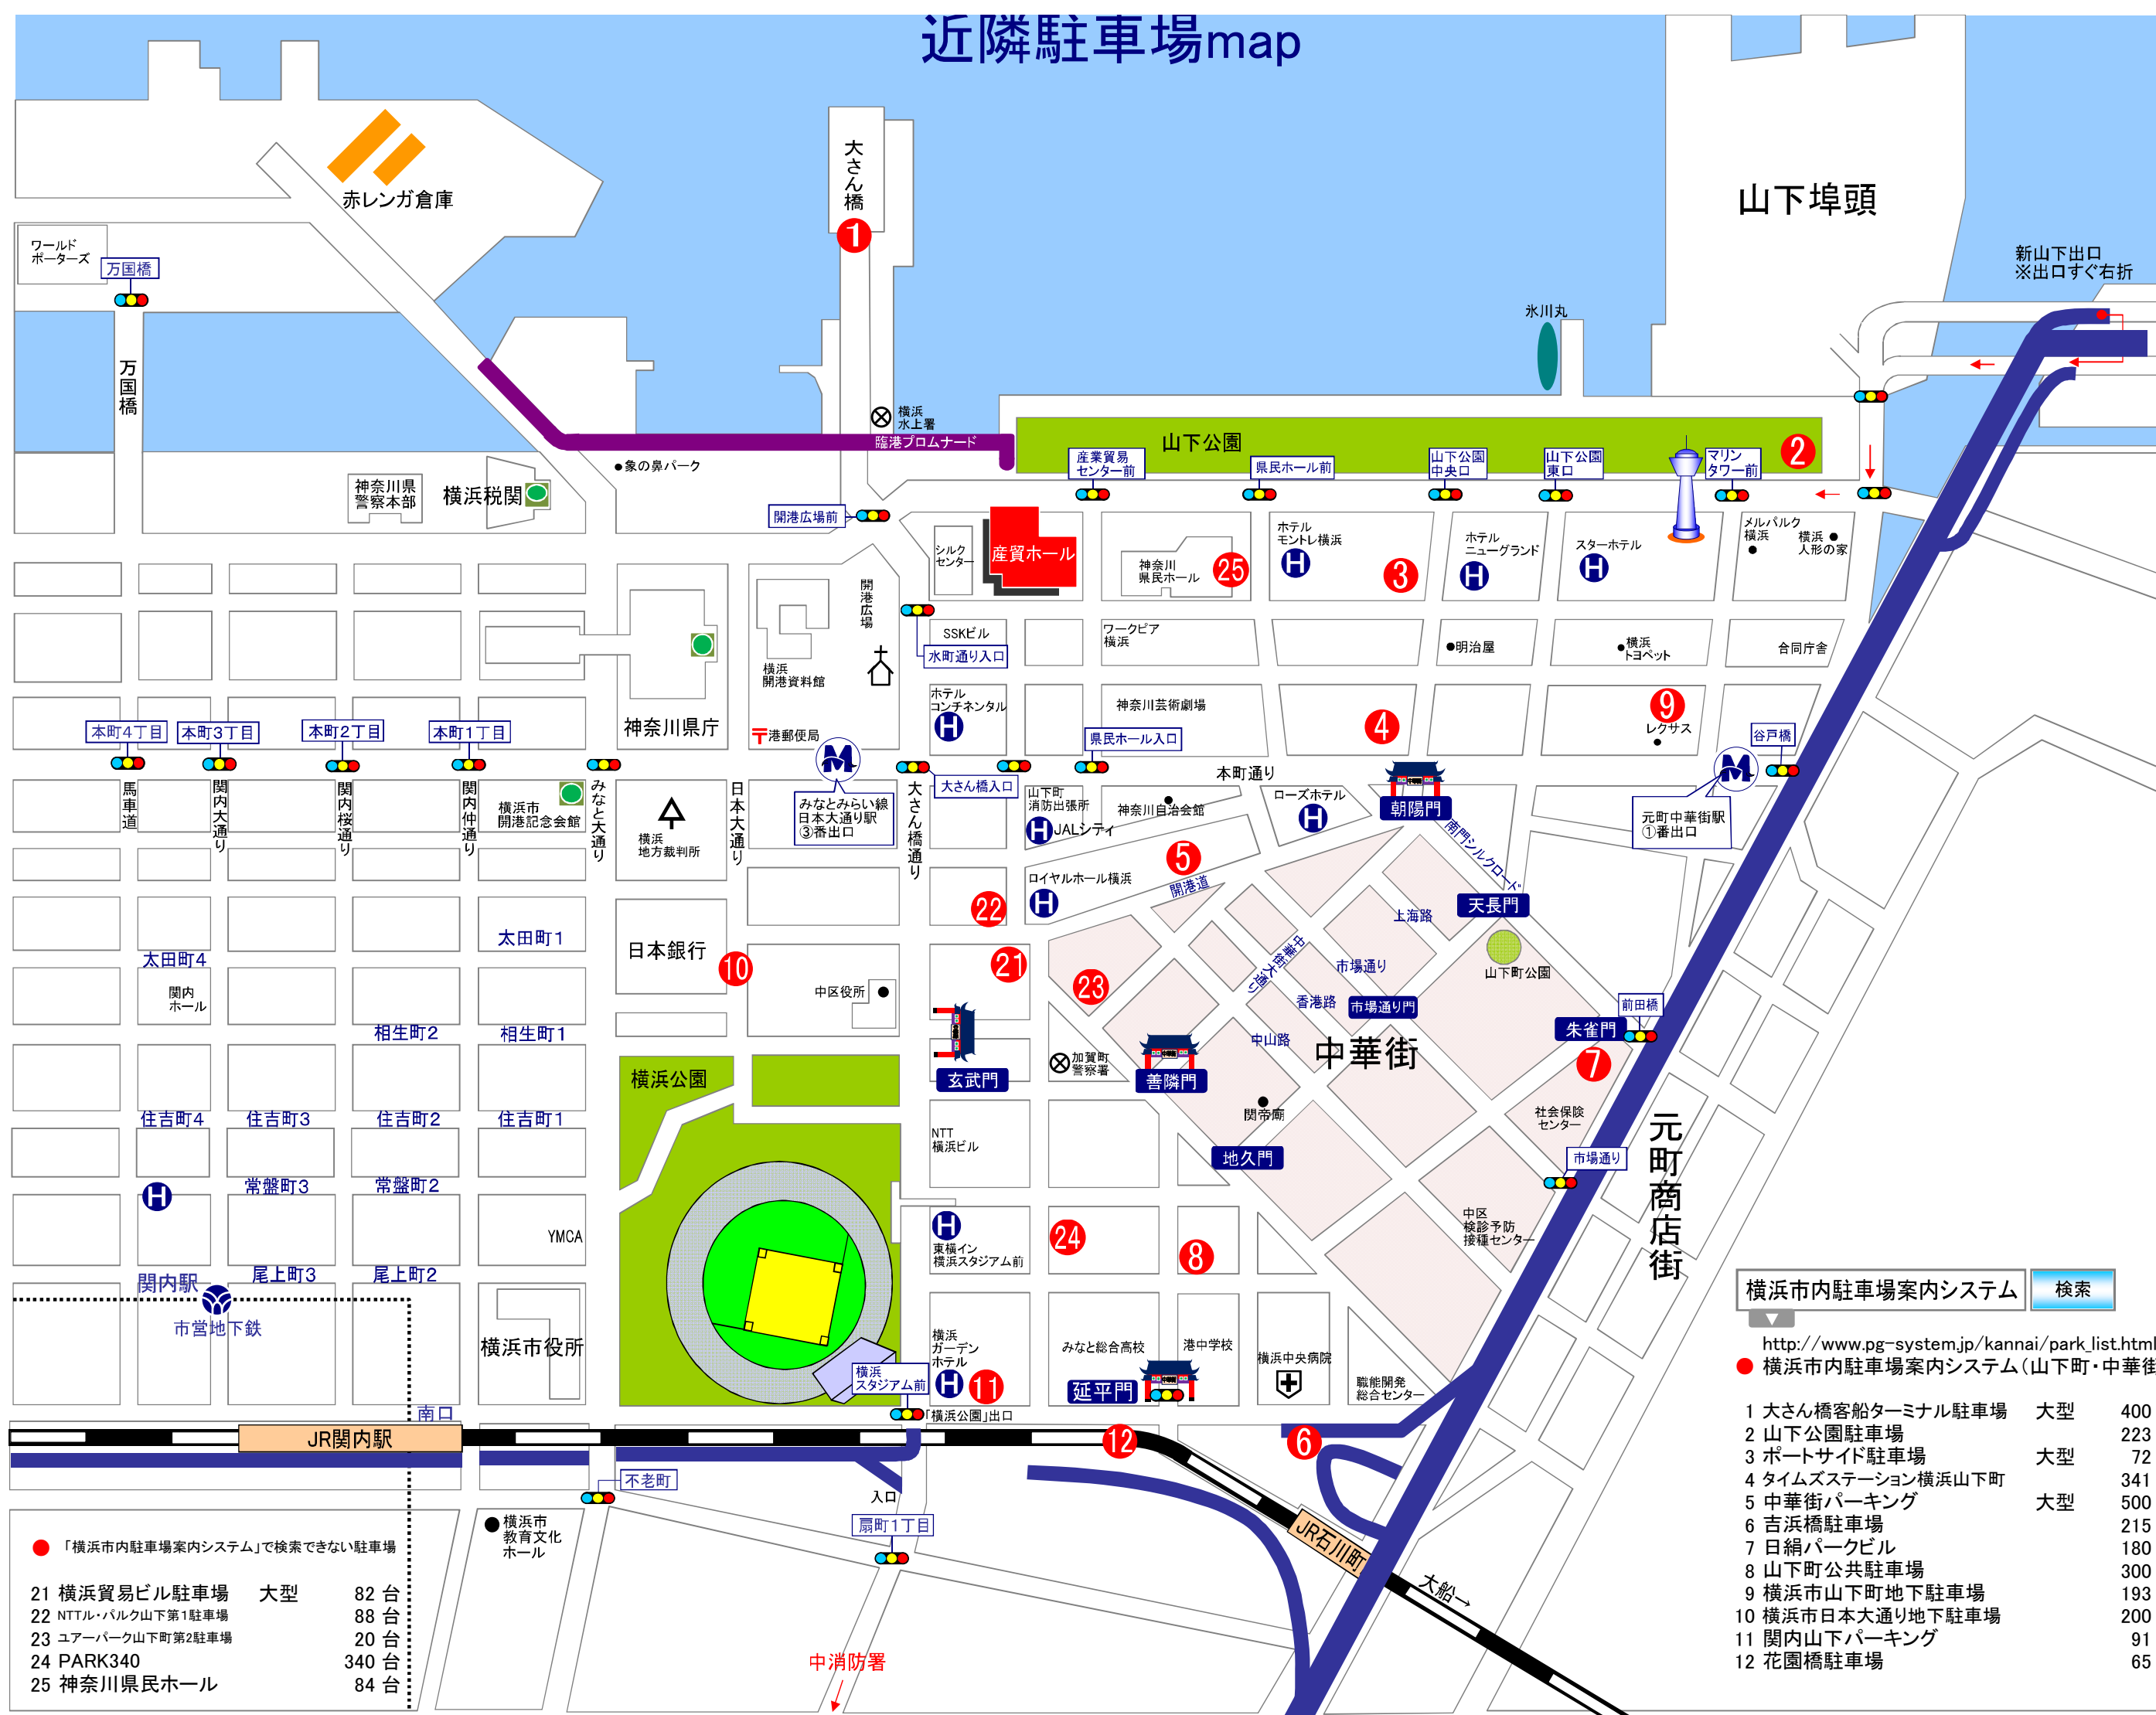 近隣駐車場map
大さん橋
1
赤レンガ倉庫
山下埠頭
ワールド
ポーターズ
万国橋
新山下出口
※出口すぐ右折
氷川丸
万国橋
横浜
水上署
臨港プロムナード
山下公園
2
象の鼻パーク
産業貿易
センター前
県民ホール前
山下公園
中央口
山下公園
東口
マリン
タワー前
神奈川県
警察本部
横浜税関
開港広場前
シルク
センター
産貿ホール
神奈川
県民ホール
25
ホテル
モントレ横浜
H
3
ホテル
ニューグランド
H
スターホテル
H
メルパルク
横浜
横浜
人形の家
開港広場
SSKビル
水町通り入口
ワークピア
横浜
明治屋
横浜
トヨペット
合同庁舎
横浜
開港資料館
ホテル
コンチネンタル
H
神奈川芸術劇場
4
9
レクサス
神奈川県庁
〒港郵便局
本町4丁目
本町3丁目
本町2丁目
本町1丁目
県民ホール入口
谷戸橋
馬車道
関内大通り
関内桜通り
関内仲通り
横浜市
開港記念会館
みなと大通り
横浜
地方裁判所
日本大通り
みなとみらい線
日本大通り駅
③番出口
大さん橋通り
大さん橋入口
山下町
消防出張所
H
JALシティ
神奈川自治会館
本町通り
ローズホテル
H
朝陽門
南門シルクロード
元町中華街駅
①番出口
5
開港道
ロイヤルホール横浜
H
22
天長門
上海路
太田町1
太田町4
関内
ホール
日本銀行
10
中区役所
21
23
中華街大通り
市場通り
山下町公園
香港路
市場通り門
前田橋
朱雀門
7
相生町2
相生町1
中山路
中華街
加賀町
警察署
玄武門
善隣門
横浜公園
住吉町4
住吉町3
住吉町2
住吉町1
NTT
横浜ビル
関帝廟
社会保険
センター
地久門
市場通り
元町商店街
H
常盤町3
常盤町2
YMCA
H
東横イン
横浜スタジアム前
24
8
中区
検診予防
接種センター
関内駅
市営地下鉄
尾上町3
尾上町2
横浜市役所
横浜
ガーデン
ホテル
H
11
横浜
スタジアム前
みなと総合高校
港中学校
横浜中央病院
延平門
職能開発
総合センター
南口
「横浜公園」出口
JR関内駅
12
6
不老町
入口
扇町1丁目
横浜市
教育文化
ホール
JR石川町
大船→
中消防署
「横浜市内駐車場案内システム」で検索できない駐車場
21 横浜貿易ビル駐車場 大型 82 台
22 NTTル・パルク山下第1駐車場 88 台
23 ユアーパーク山下町第2駐車場 20 台
24 PARK340 340 台
25 神奈川県民ホール 84 台
横浜市内駐車場案内システム 検索
http://www.pg-system.jp/kannai/park_list.html
横浜市内駐車場案内システム（山下町・中華街
1 大さん橋客船ターミナル駐車場 大型 400
2 山下公園駐車場 223
3 ポートサイド駐車場 大型 72
4 タイムズステーション横浜山下町 341
5 中華街パーキング 大型 500
6 吉浜橋駐車場 215
7 日絹パークビル 180
8 山下町公共駐車場 300
9 横浜市山下町地下駐車場 193
10 横浜市日本大通り地下駐車場 200
11 関内山下パーキング 91
12 花園橋駐車場 65